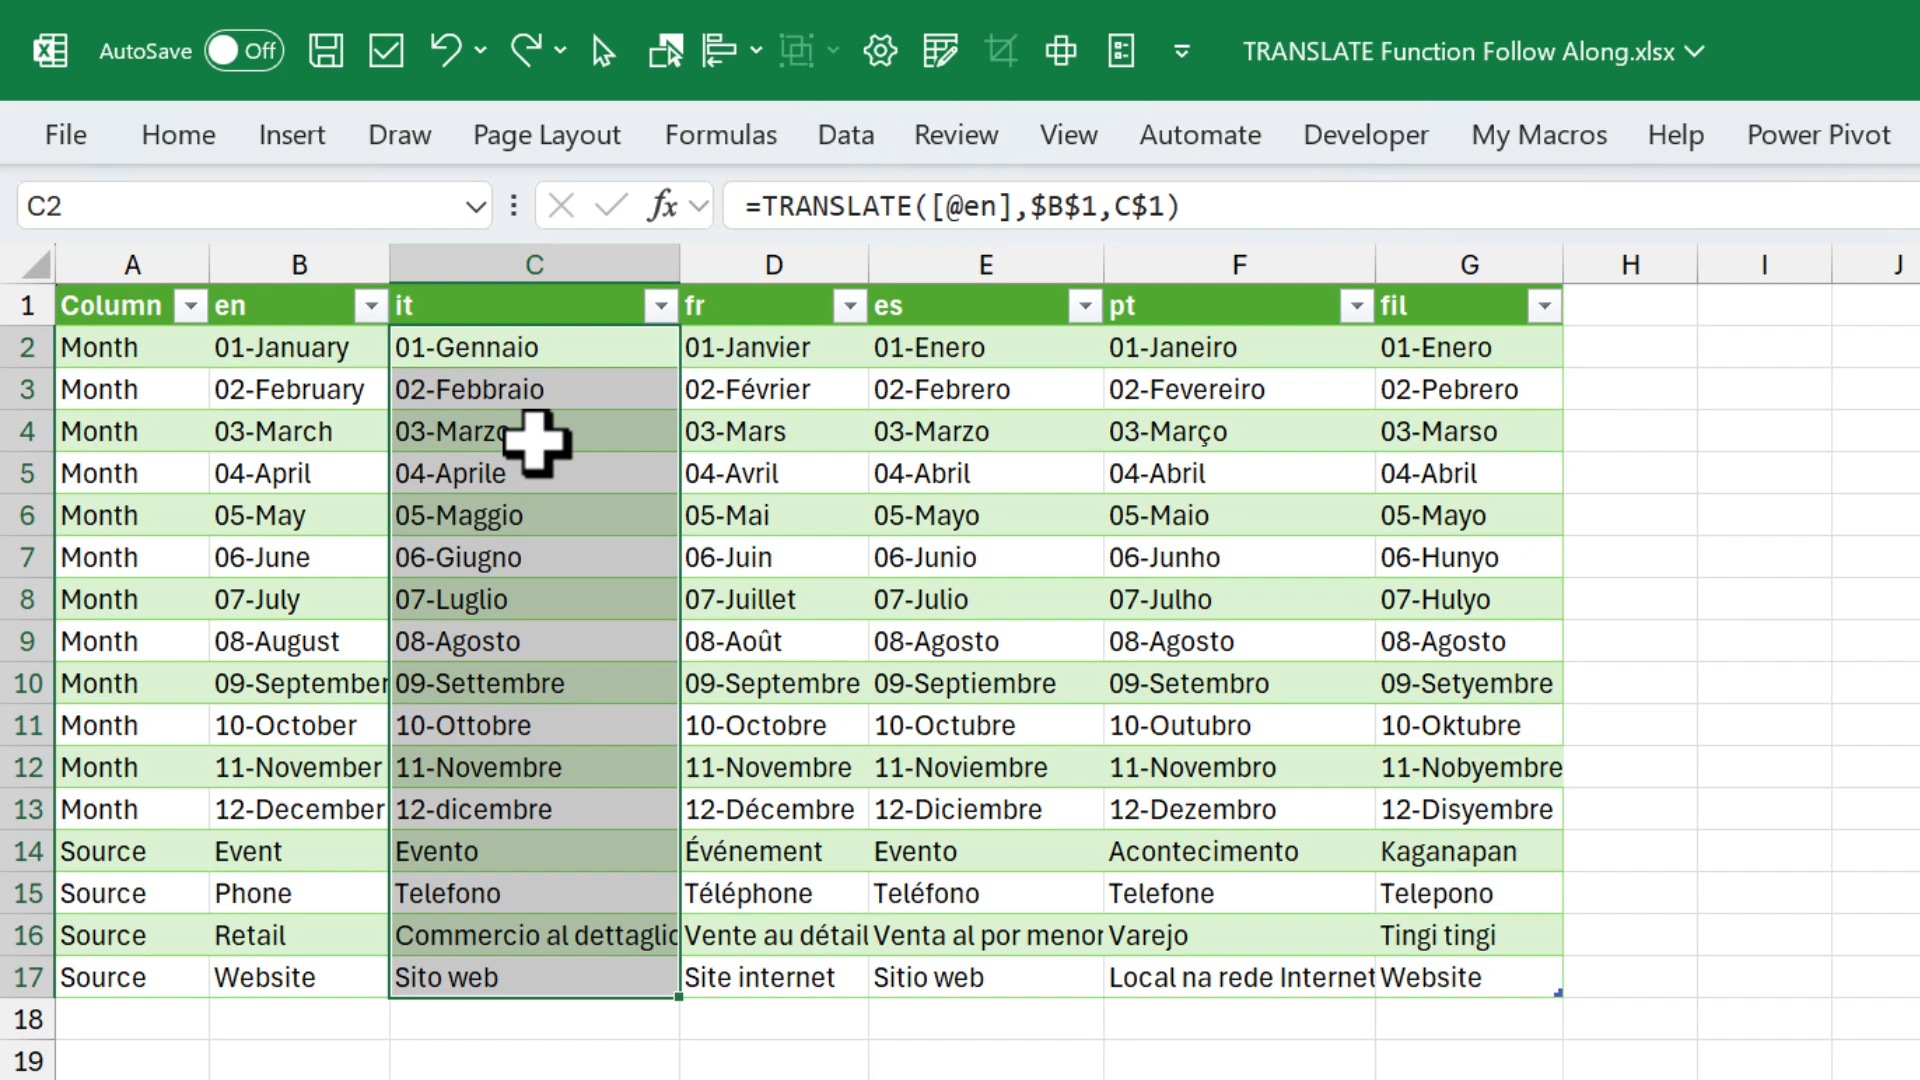 AutoSave Off TRANSLATE Function Follow Along.xlsx
File Home Insert Draw Page Layout Formulas Data Review View Automate Developer My Macros Help Power Pivot
C2 fx =TRANSLATE([@en],$B$1,C$1)
A B C D E F G H I J
1 Column en it fr es pt fil
2 Month 01-January 01-Gennaio 01-Janvier 01-Enero 01-Janeiro 01-Enero
3 Month 02-February 02-Febbraio 02-Février 02-Febrero 02-Fevereiro 02-Pebrero
4 Month 03-March 03-Marzo 03-Mars 03-Marzo 03-Março 03-Marso
5 Month 04-April 04-Aprile 04-Avril 04-Abril 04-Abril 04-Abril
6 Month 05-May 05-Maggio 05-Mai 05-Mayo 05-Maio 05-Mayo
7 Month 06-June 06-Giugno 06-Juin 06-Junio 06-Junho 06-Hunyo
8 Month 07-July 07-Luglio 07-Juillet 07-Julio 07-Julho 07-Hulyo
9 Month 08-August 08-Agosto 08-Août 08-Agosto 08-Agosto 08-Agosto
10 Month 09-September 09-Settembre 09-Septembre 09-Septiembre 09-Setembro 09-Setyembre
11 Month 10-October 10-Ottobre 10-Octobre 10-Octubre 10-Outubro 10-Oktubre
12 Month 11-November 11-Novembre 11-Novembre 11-Noviembre 11-Novembro 11-Nobyembre
13 Month 12-December 12-dicembre 12-Décembre 12-Diciembre 12-Dezembro 12-Disyembre
14 Source Event Evento Événement Evento Acontecimento Kaganapan
15 Source Phone Telefono Téléphone Teléfono Telefone Telepono
16 Source Retail Commercio al dettaglio Vente au détail Venta al por menor Varejo Tingi tingi
17 Source Website Sito web Site internet Sitio web Local na rede Internet Website
18
19